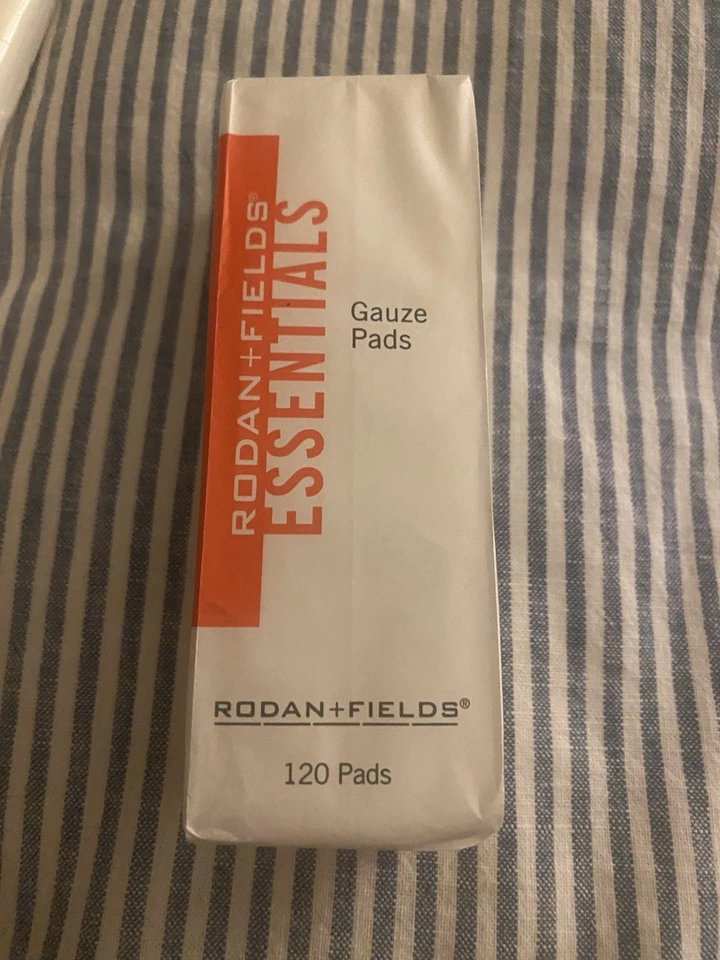 RODAN+FIELDS®
ESSENTIALS
Gauze
Pads
RODAN+FIELDS®
120 Pads